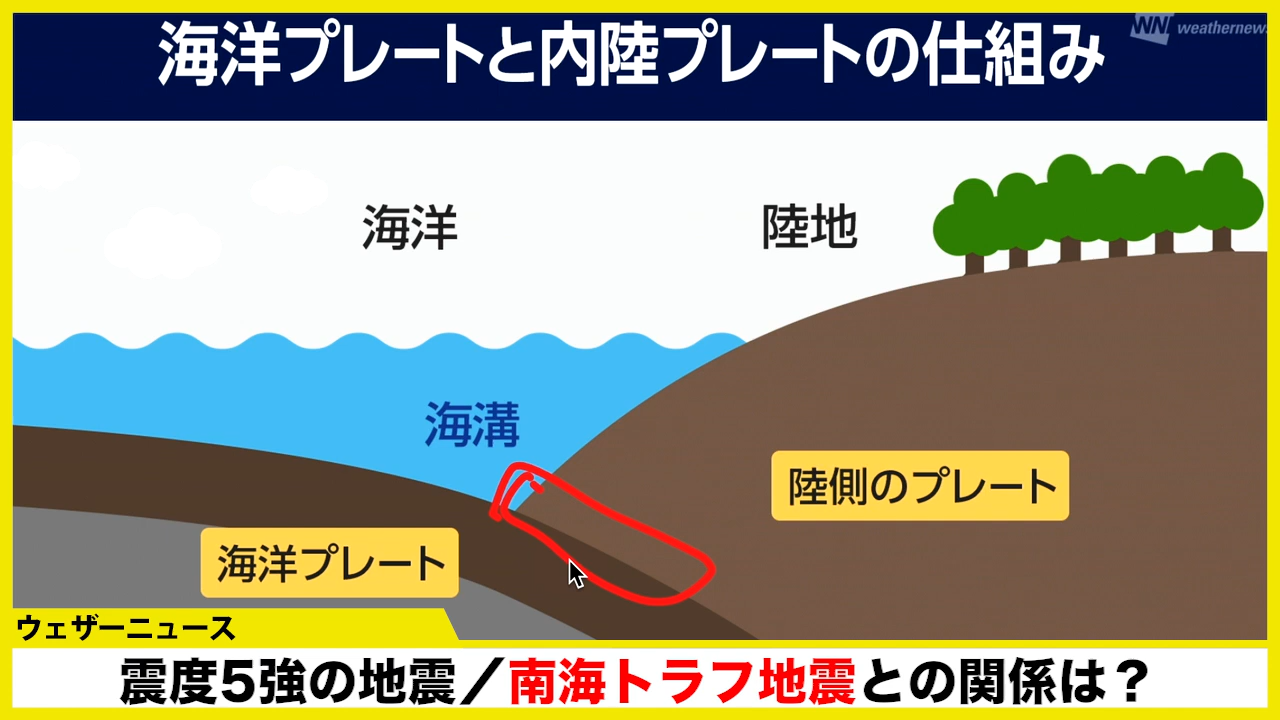 海洋プレートと内陸プレートの仕組み
WN weathernews
海洋
陸地
海溝
陸側のプレート
海洋プレート
ウェザーニュース
震度5強の地震／南海トラフ地震との関係は？